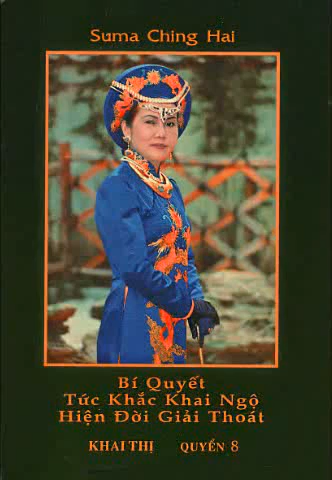 Suma Ching Hai
Bí Quyết
Tức Khắc Khai Ngộ
Hiện Đời Giải Thoát
KHAI THỊ QUYỂN 8